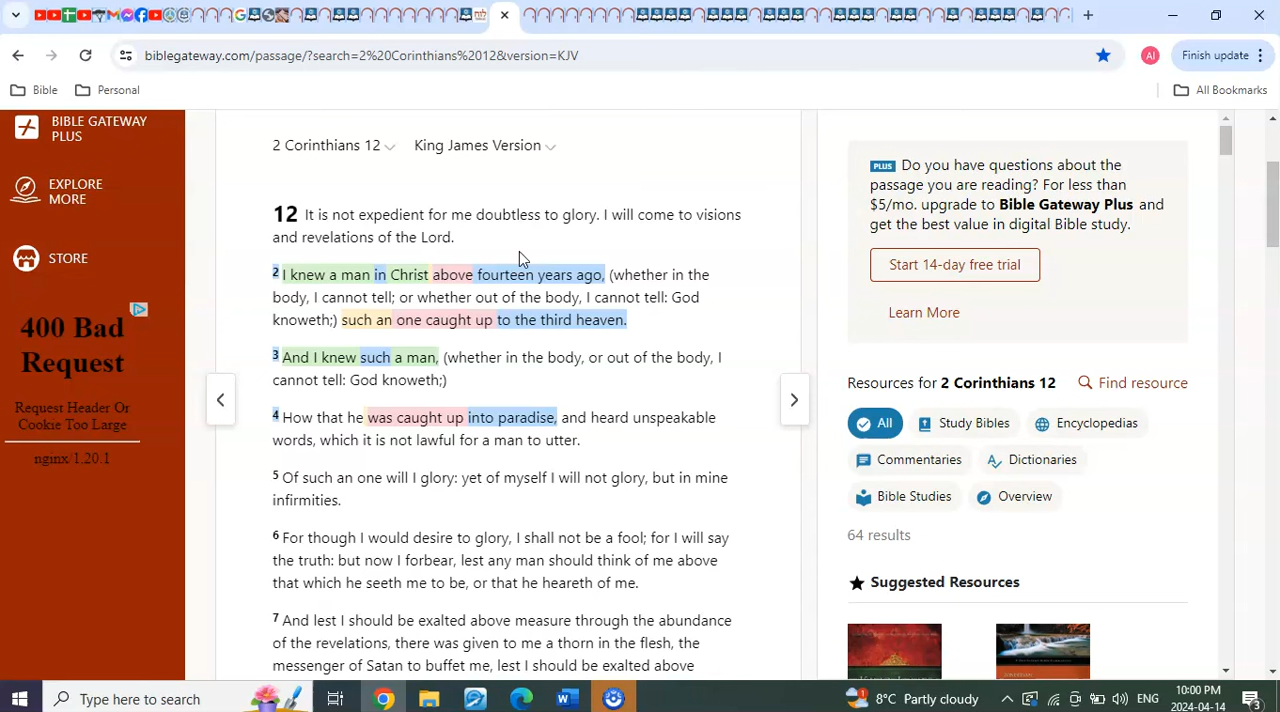 biblegateway.com/passage/?search=2%20Corinthians%2012&version=KJV
AI
Finish update
Bible
Personal
All Bookmarks
BIBLE GATEWAY
PLUS
EXPLORE
MORE
STORE
400 Bad
Request
Request Header Or
Cookie Too Large
nginx/1.20.1
2 Corinthians 12
King James Version
12 It is not expedient for me doubtless to glory. I will come to visions
and revelations of the Lord.
2 I knew a man in Christ above fourteen years ago, (whether in the
body, I cannot tell; or whether out of the body, I cannot tell: God
knoweth;) such an one caught up to the third heaven.
3 And I knew such a man, (whether in the body, or out of the body, I
cannot tell: God knoweth;)
4 How that he was caught up into paradise, and heard unspeakable
words, which it is not lawful for a man to utter.
5 Of such an one will I glory: yet of myself I will not glory, but in mine
infirmities.
6 For though I would desire to glory, I shall not be a fool; for I will say
the truth: but now I forbear, lest any man should think of me above
that which he seeth me to be, or that he heareth of me.
7 And lest I should be exalted above measure through the abundance
of the revelations, there was given to me a thorn in the flesh, the
messenger of Satan to buffet me, lest I should be exalted above
PLUS Do you have questions about the
passage you are reading? For less than
$5/mo. upgrade to Bible Gateway Plus and
get the best value in digital Bible study.
Start 14-day free trial
Learn More
Resources for 2 Corinthians 12
Find resource
All
Study Bibles
Encyclopedias
Commentaries
Dictionaries
Bible Studies
Overview
64 results
Suggested Resources
Type here to search
8°C Partly cloudy
ENG
10:00 PM
2024-04-14
3